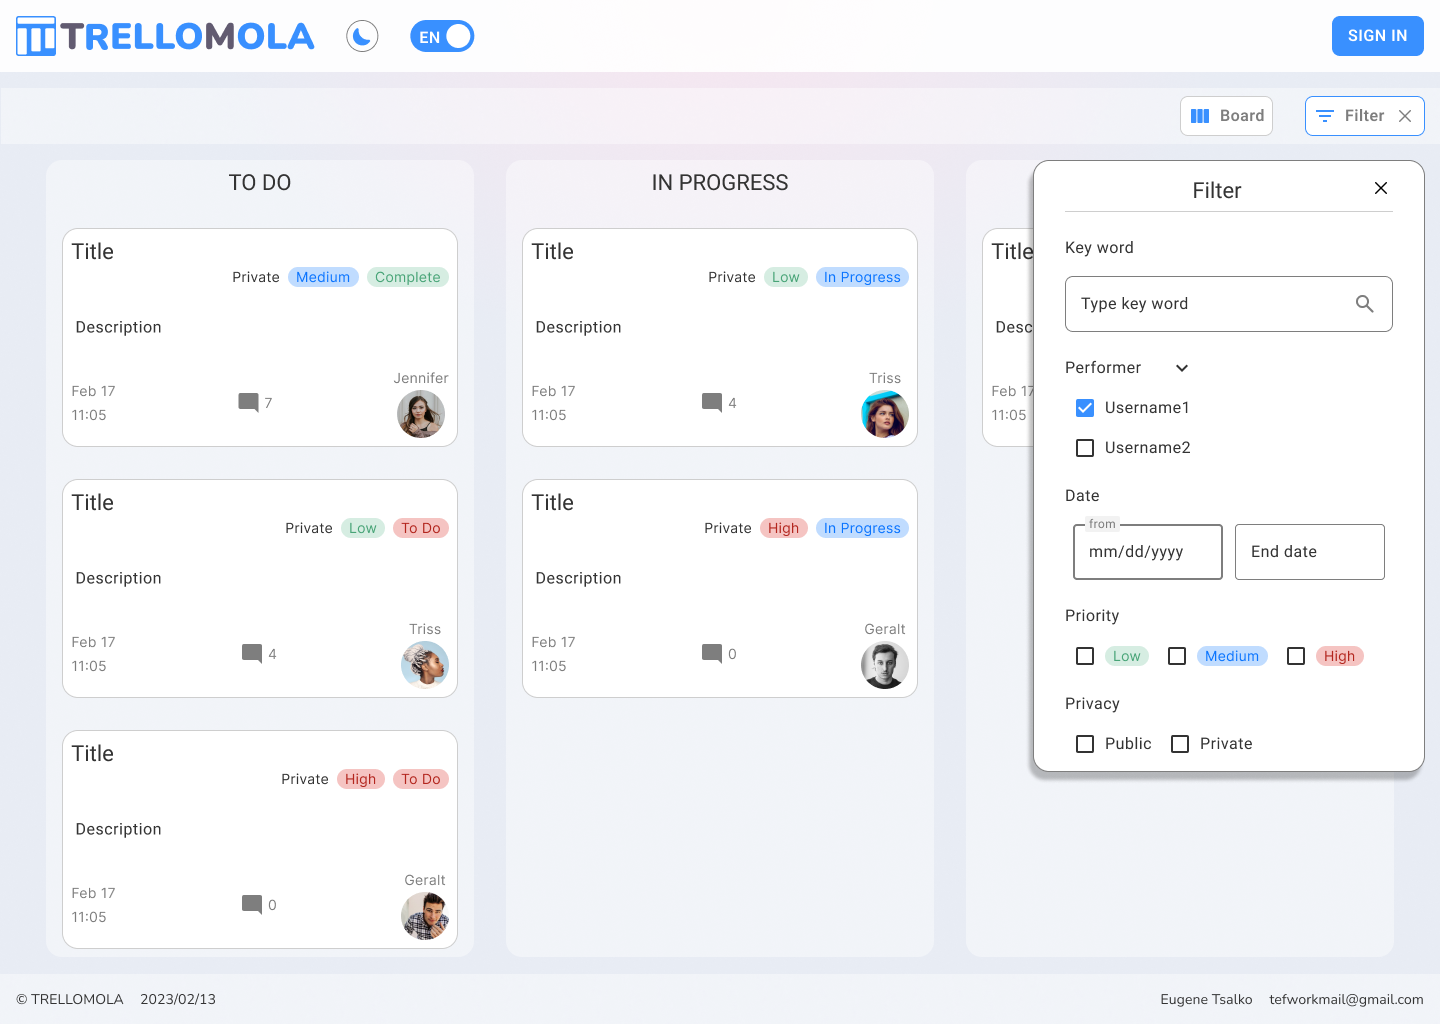 TRELLOMOLA
EN
SIGN IN
Board
Filter
TO DO
Title
Private Medium Complete
Description
Feb 17
11:05
7
Jennifer
Title
Private Low To Do
Description
Feb 17
11:05
4
Triss
Title
Private High To Do
Description
Feb 17
11:05
0
Geralt
IN PROGRESS
Title
Private Low In Progress
Description
Feb 17
11:05
4
Triss
Title
Private High In Progress
Description
Feb 17
11:05
0
Geralt
Title
Desc
Feb 17
11:05
Filter
Key word
Type key word
Performer
Username1
Username2
Date
from
mm/dd/yyyy
End date
Priority
Low Medium High
Privacy
Public Private
© TRELLOMOLA 2023/02/13
Eugene Tsalko tefworkmail@gmail.com